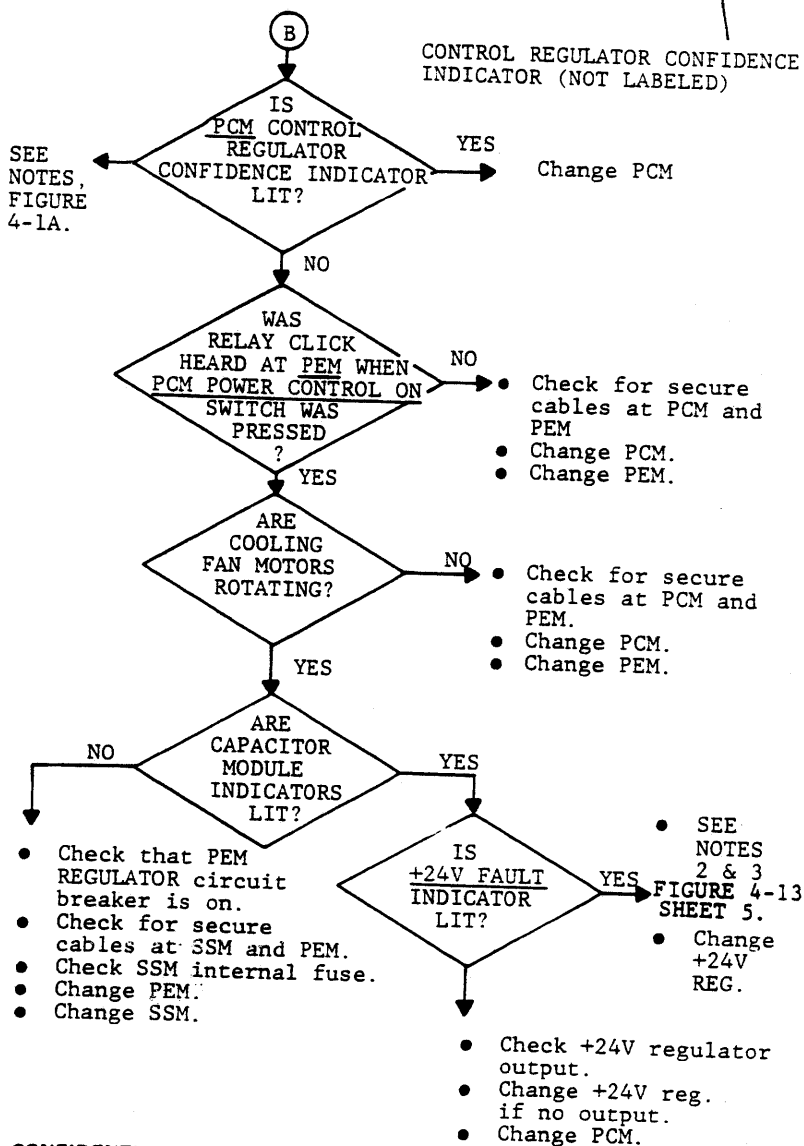 B
CONTROL REGULATOR CONFIDENCE
INDICATOR (NOT LABELED)
IS
PCM CONTROL
REGULATOR
CONFIDENCE INDICATOR
LIT?
SEE
NOTES,
FIGURE
4-1A.
YES
Change PCM
NO
WAS
RELAY CLICK
HEARD AT PEM WHEN
PCM POWER CONTROL ON
SWITCH WAS
PRESSED
?
NO
• Check for secure
cables at PCM and
PEM
• Change PCM.
• Change PEM.
YES
ARE
COOLING
FAN MOTORS
ROTATING?
NO
• Check for secure
cables at PCM and
PEM.
• Change PCM.
• Change PEM.
YES
ARE
CAPACITOR
MODULE
INDICATORS
LIT?
NO
• Check that PEM
REGULATOR circuit
breaker is on.
• Check for secure
cables at SSM and PEM.
• Check SSM internal fuse.
• Change PEM.
• Change SSM.
YES
IS
+24V FAULT
INDICATOR
LIT?
YES
• SEE
NOTES
2 & 3
FIGURE 4-13
SHEET 5.
• Change
+24V
REG.
• Check +24V regulator
output.
• Change +24V reg.
if no output.
• Change PCM.